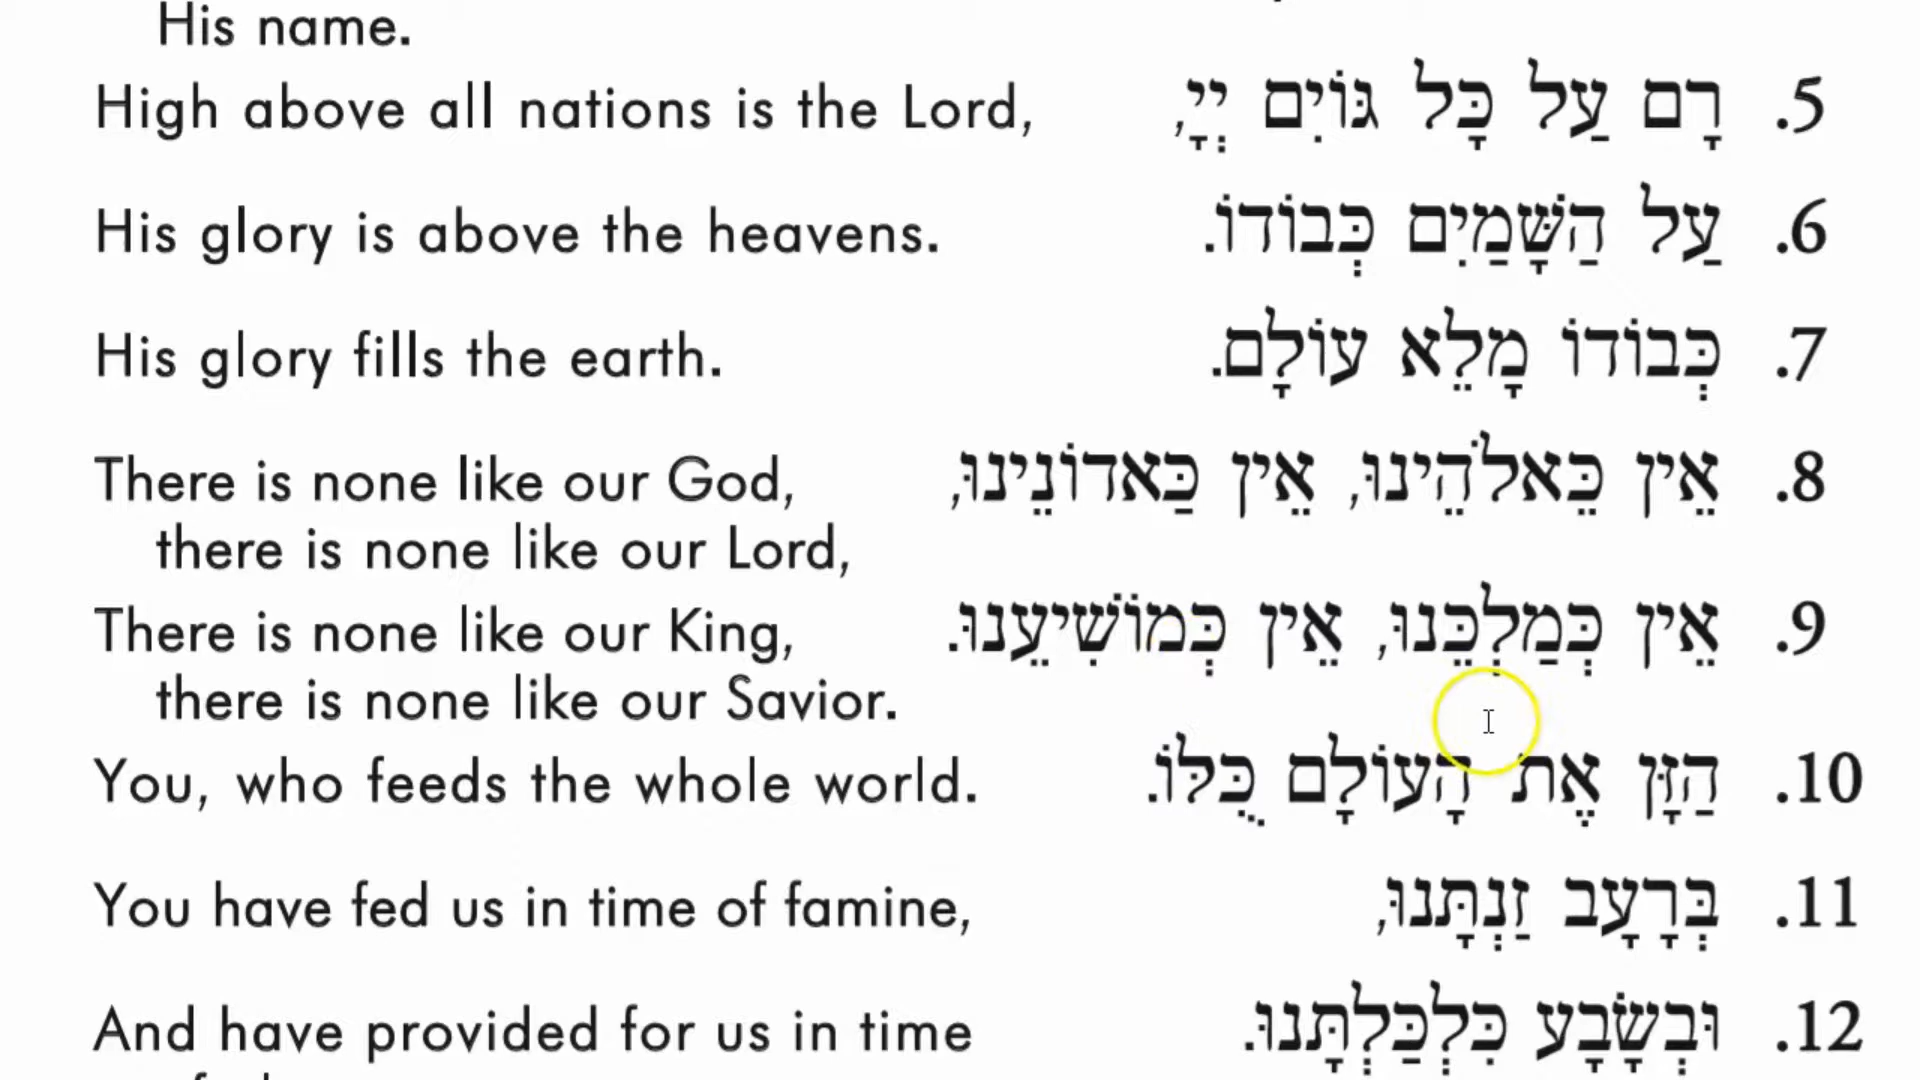 His name.
High above all nations is the Lord,
5. רָם עַל כָּל גּוֹיִם יְיָ,
His glory is above the heavens.
6. עַל הַשָּׁמַיִם כְּבוֹדוֹ.
His glory fills the earth.
7. כְּבוֹדוֹ מָלֵא עוֹלָם.
There is none like our God,
there is none like our Lord,
8. אֵין כֵּאלֹהֵינוּ, אֵין כַּאדוֹנֵינוּ,
There is none like our King,
there is none like our Savior.
9. אֵין כְּמַלְכֵּנוּ, אֵין כְּמוֹשִׁיעֵנוּ.
You, who feeds the whole world.
10. הַזָּן אֶת הָעוֹלָם כֻּלּוֹ.
You have fed us in time of famine,
11. בְּרָעָב זַנְתָּנוּ,
And have provided for us in time
12. וּבְשָׂבָע כִּלְכַּלְתָּנוּ.